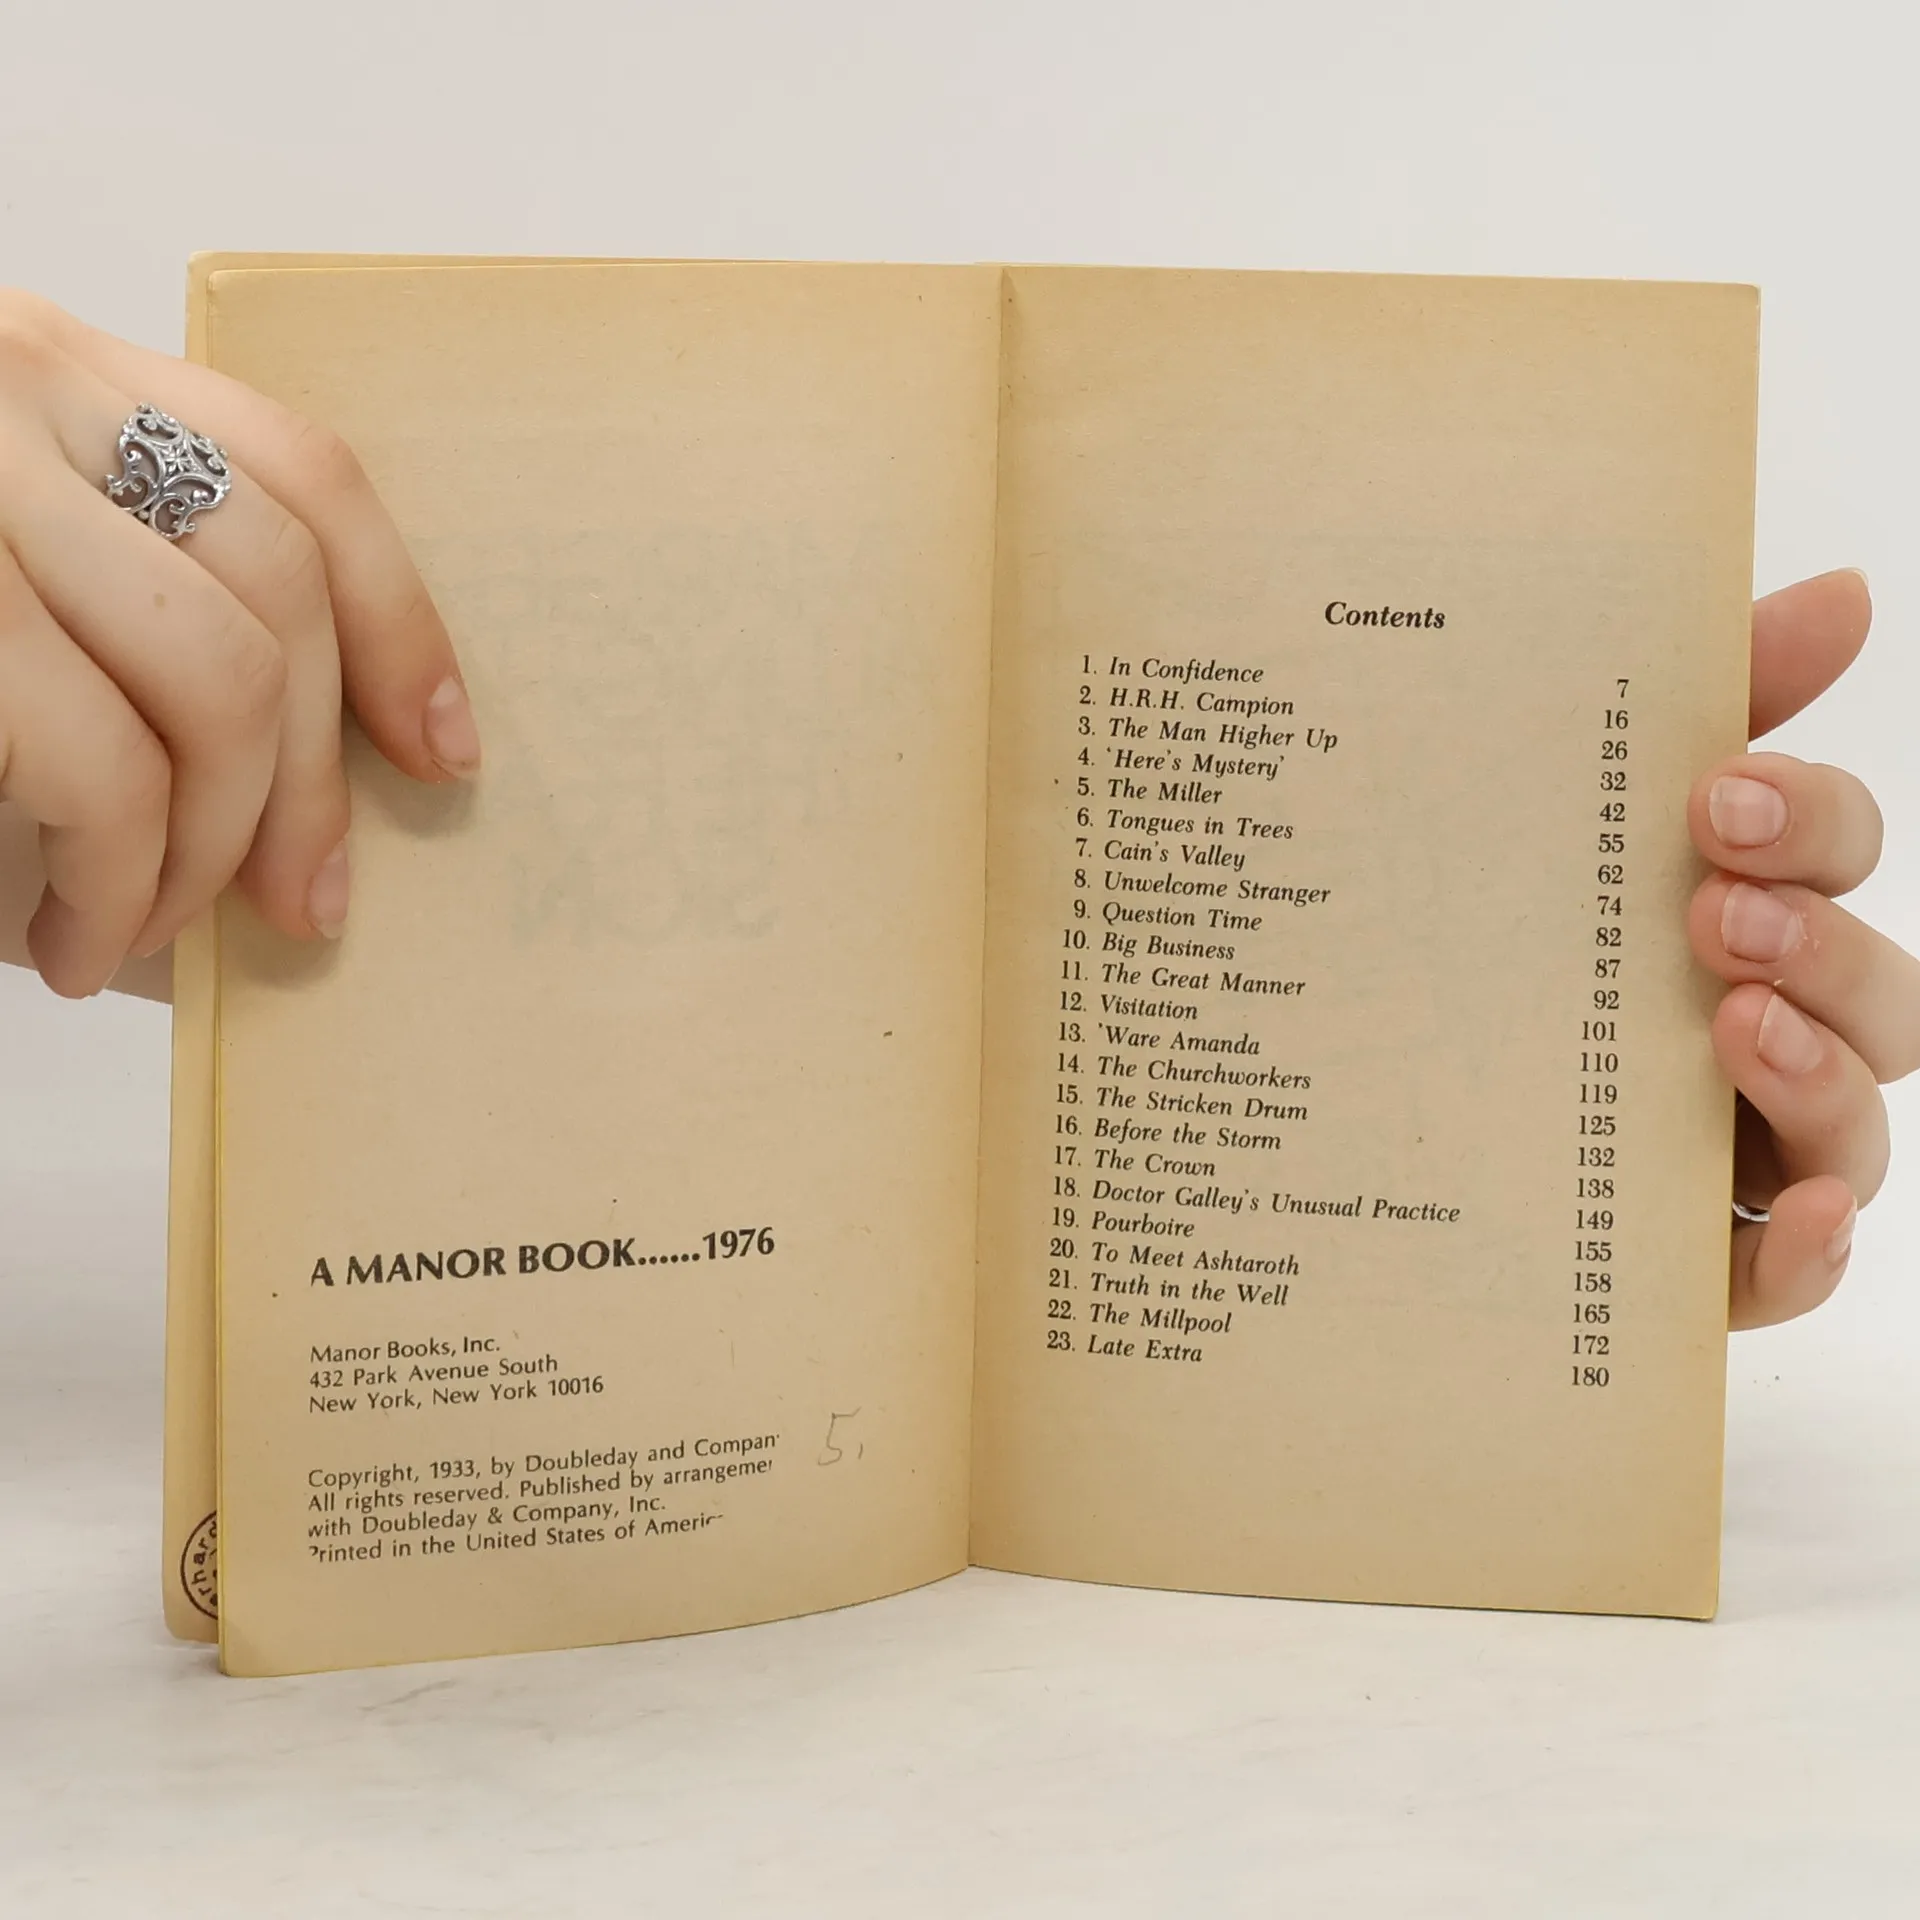 A MANOR BOOK......1976
Manor Books, Inc.
432 Park Avenue South
New York, New York 10016
Copyright, 1933, by Doubleday and Compan
All rights reserved. Published by arrangemer
with Doubleday & Company, Inc.
Printed in the United States of Americ
5,
Contents
1. In Confidence 7
2. H.R.H. Campion 16
3. The Man Higher Up 26
4. 'Here's Mystery' 32
5. The Miller 42
6. Tongues in Trees 55
7. Cain's Valley 62
8. Unwelcome Stranger 74
9. Question Time 82
10. Big Business 87
11. The Great Manner 92
12. Visitation 101
13. 'Ware Amanda 110
14. The Churchworkers 119
15. The Stricken Drum 125
16. Before the Storm 132
17. The Crown 138
18. Doctor Galley's Unusual Practice 149
19. Pourboire 155
20. To Meet Ashtaroth 158
21. Truth in the Well 165
22. The Millpool 172
23. Late Extra 180